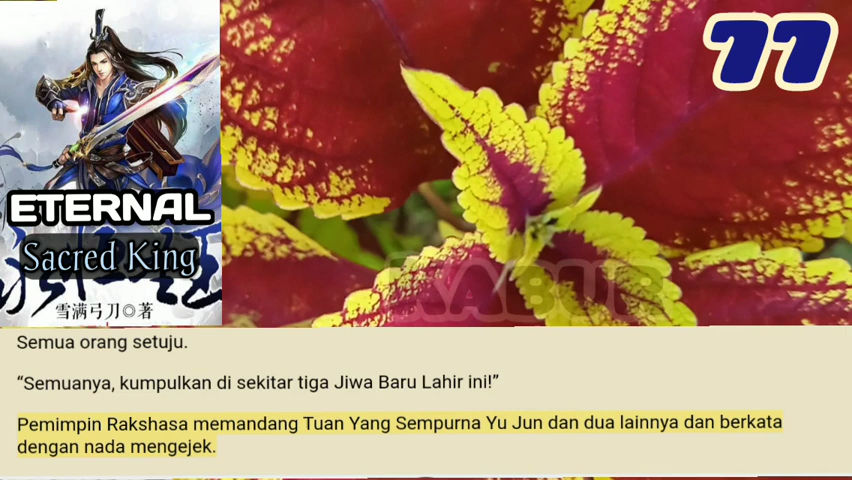 77
ETERNAL
Sacred King
雪满弓刀◎著
KABUR
Semua orang setuju.
“Semuanya, kumpulkan di sekitar tiga Jiwa Baru Lahir ini!”
Pemimpin Rakshasa memandang Tuan Yang Sempurna Yu Jun dan dua lainnya dan berkata
dengan nada mengejek.